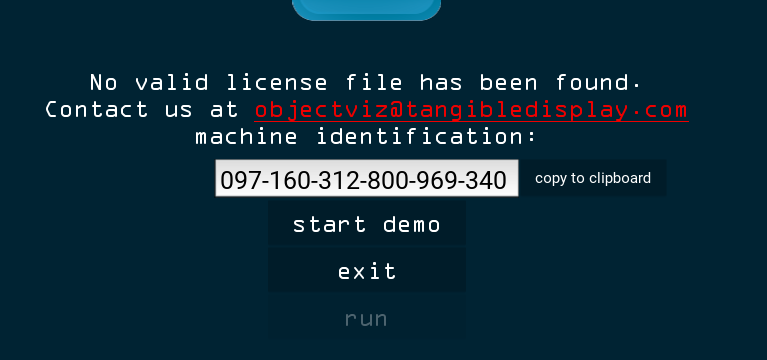 No valid license file has been found.
Contact us at objectviz@tangibledisplay.com
machine identification:
097-160-312-800-969-340 copy to clipboard
start demo
exit
run